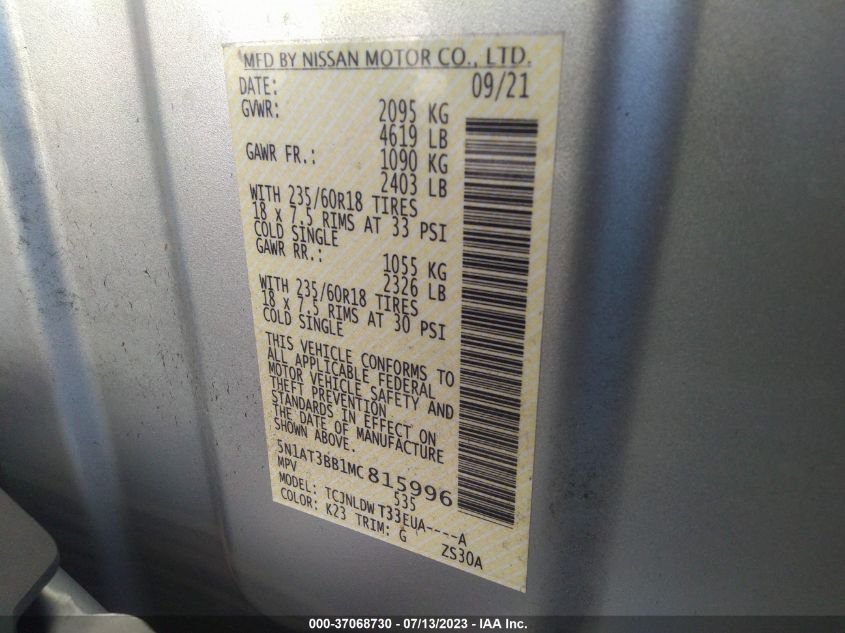 MFD BY NISSAN MOTOR CO., LTD.
DATE: 09/21
GVWR: 2095 KG
4619 LB
GAWR FR.: 1090 KG
2403 LB
WITH 235/60R18 TIRES
18 x 7.5 RIMS AT 33 PSI
COLD SINGLE
GAWR RR.: 1055 KG
2326 LB
WITH 235/60R18 TIRES
18 x 7.5 RIMS AT 30 PSI
COLD SINGLE
THIS VEHICLE CONFORMS TO
ALL APPLICABLE FEDERAL
MOTOR VEHICLE SAFETY AND
THEFT PREVENTION
STANDARDS IN EFFECT ON
THE DATE OF MANUFACTURE
SHOWN ABOVE.
5N1AT3BB1MC815996
MPV 535
MODEL: TCJNLDWT33EUA----A
COLOR: K23 TRIM: G ZS30A
000-37068730 - 07/13/2023 - IAA Inc.